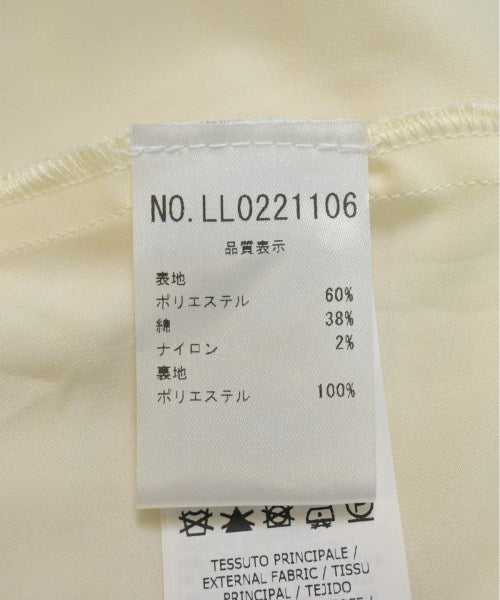 NO.LL0221106
品質表示
表地
ポリエステル 60%
綿 38%
ナイロン 2%
裏地
ポリエステル 100%
TESSUTO PRINCIPALE /
EXTERNAL FABRIC / TISSU
PRINCIPAL / TEJIDO